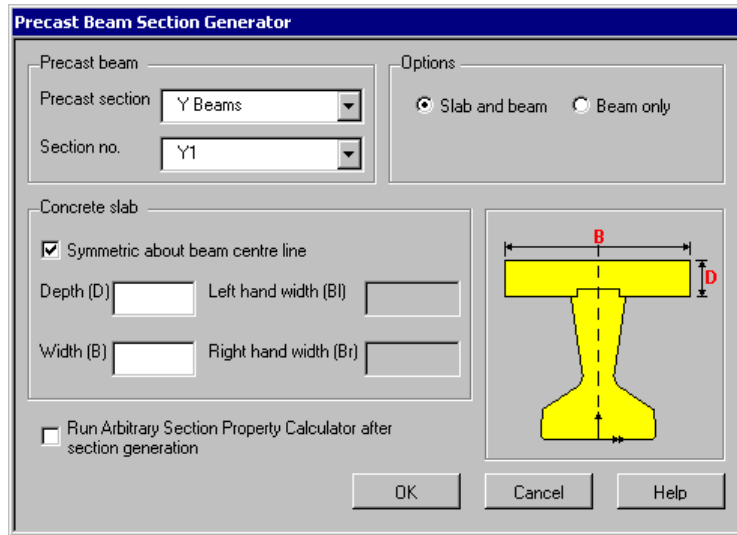 Precast Beam Section Generator
Precast beam
Precast section
Y Beams
Section no.
Y1
Options
Slab and beam
Beam only
Concrete slab
Symmetric about beam centre line
Depth (D)
Left hand width (Bl)
Width (B)
Right hand width (Br)
Run Arbitrary Section Property Calculator after
section generation
B
D
OK
Cancel
Help